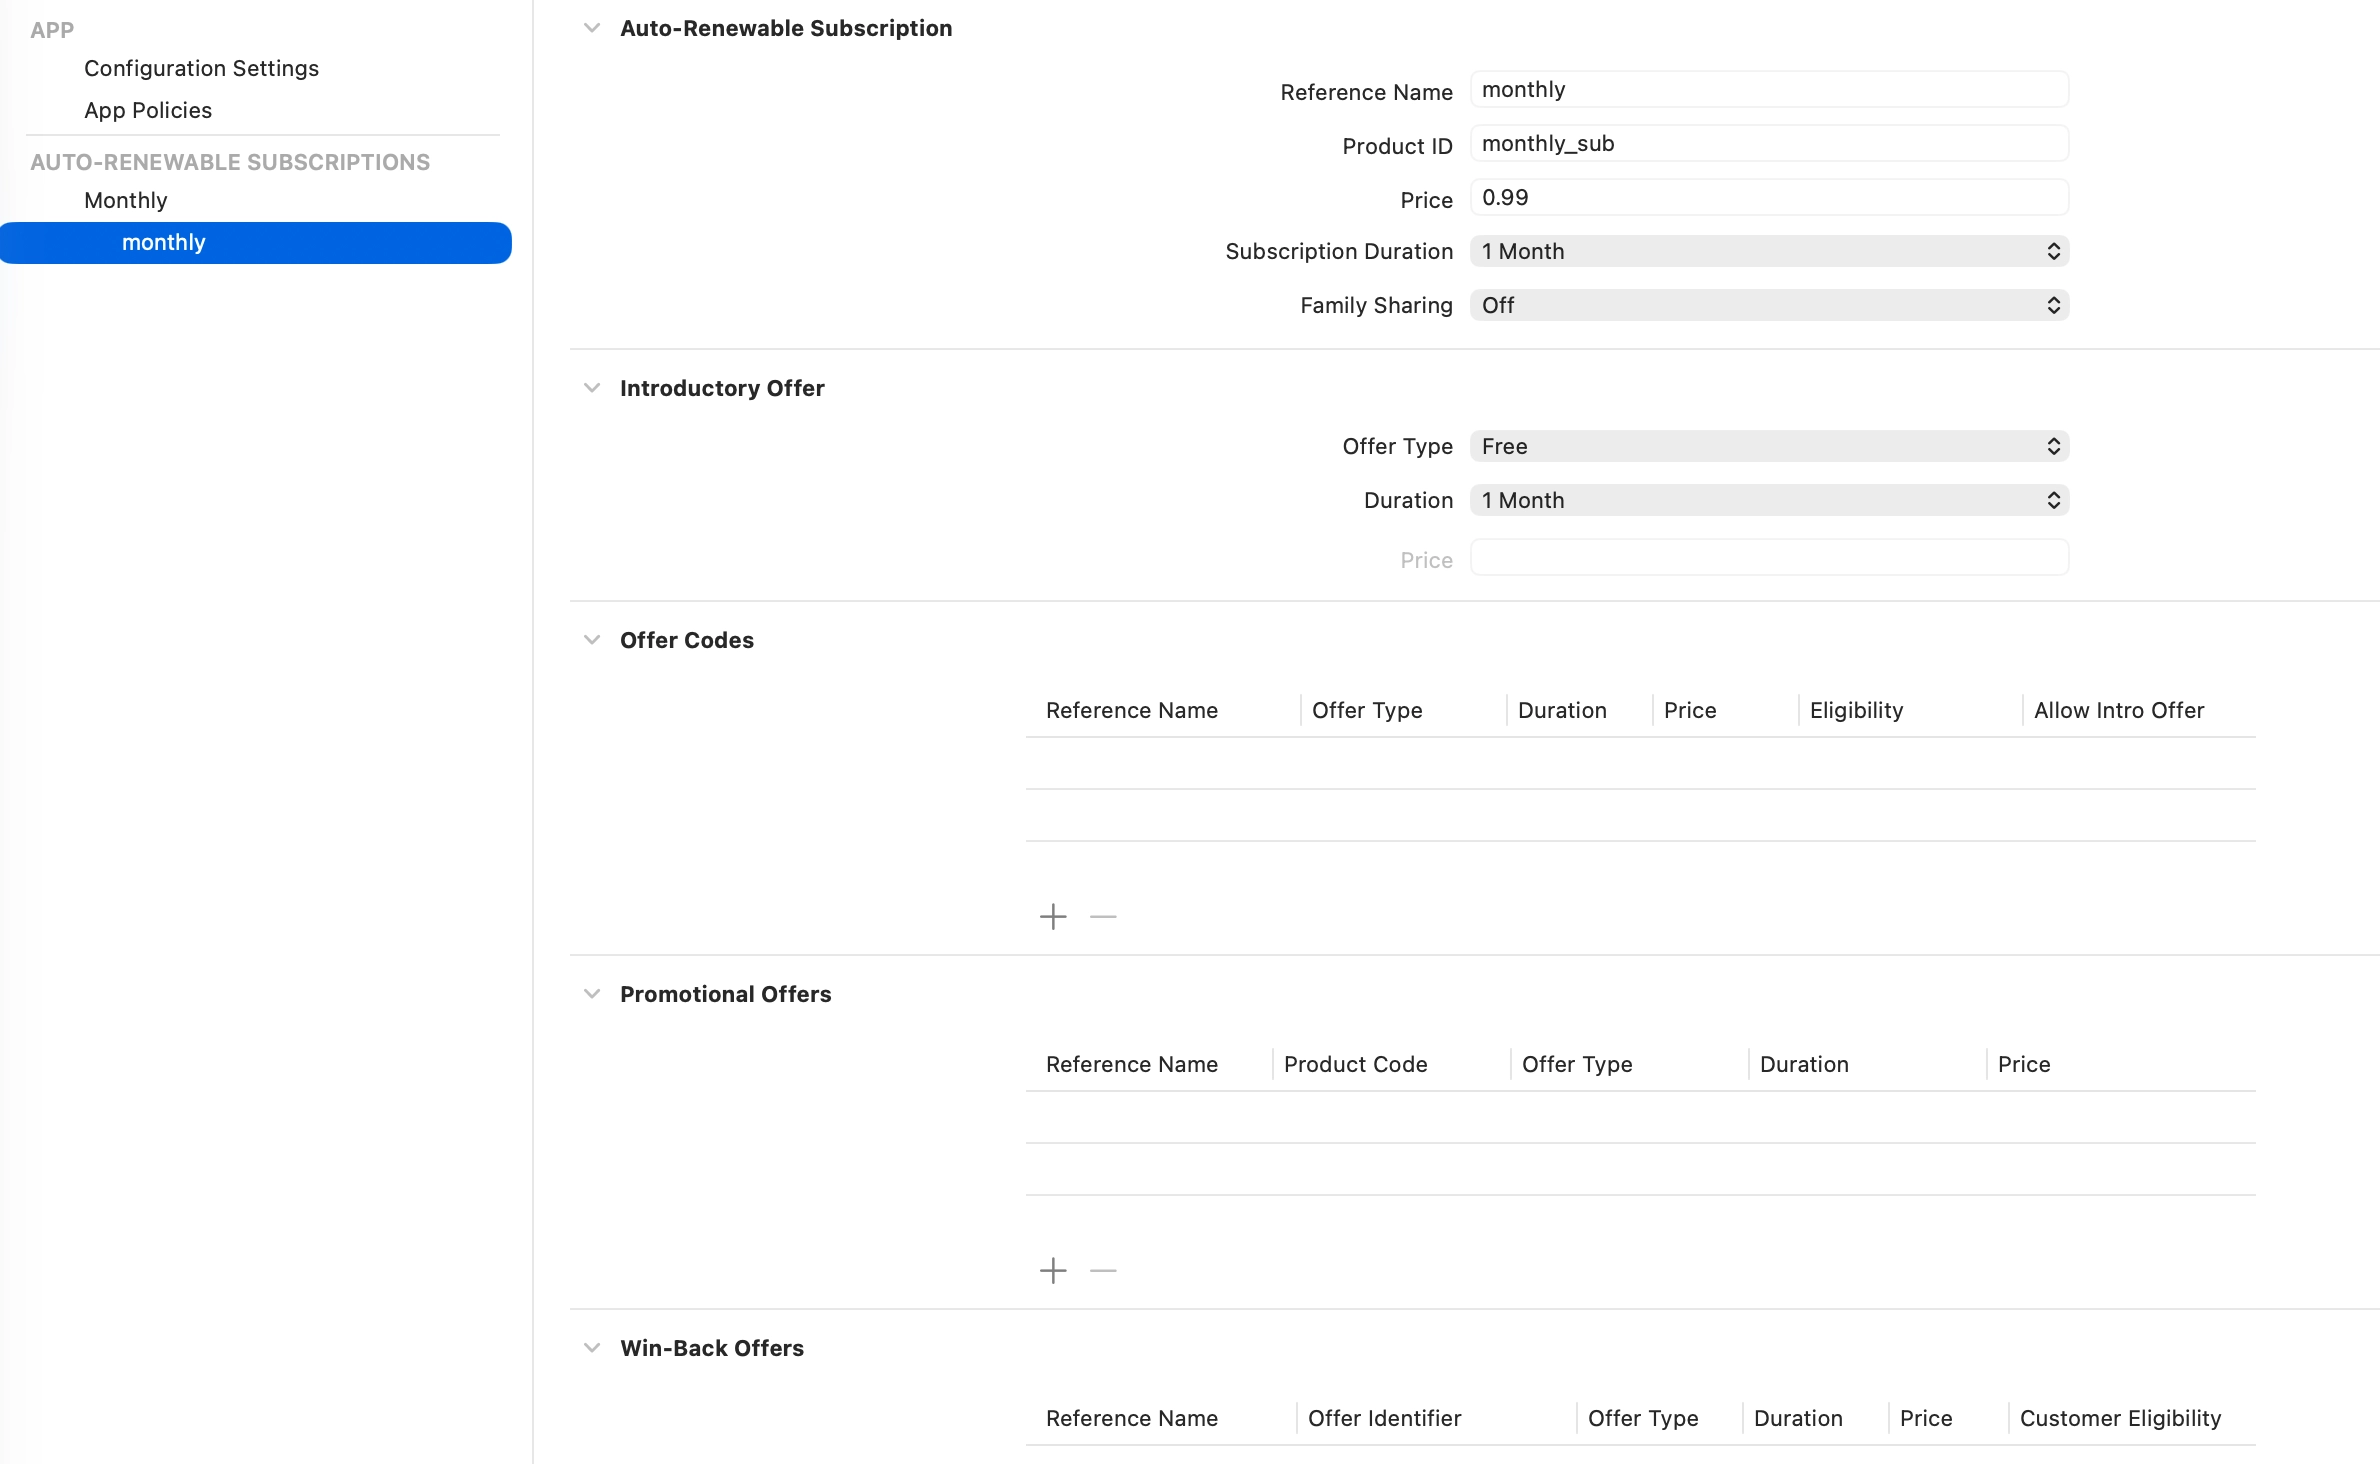 APP
Configuration Settings
App Policies
AUTO-RENEWABLE SUBSCRIPTIONS
Monthly
monthly
Auto-Renewable Subscription
Reference Name monthly
Product ID monthly_sub
Price 0.99
Subscription Duration 1 Month
Family Sharing Off
Introductory Offer
Offer Type Free
Duration 1 Month
Price
Offer Codes
Reference Name Offer Type Duration Price Eligibility Allow Intro Offer
Promotional Offers
Reference Name Product Code Offer Type Duration Price
Win-Back Offers
Reference Name Offer Identifier Offer Type Duration Price Customer Eligibility